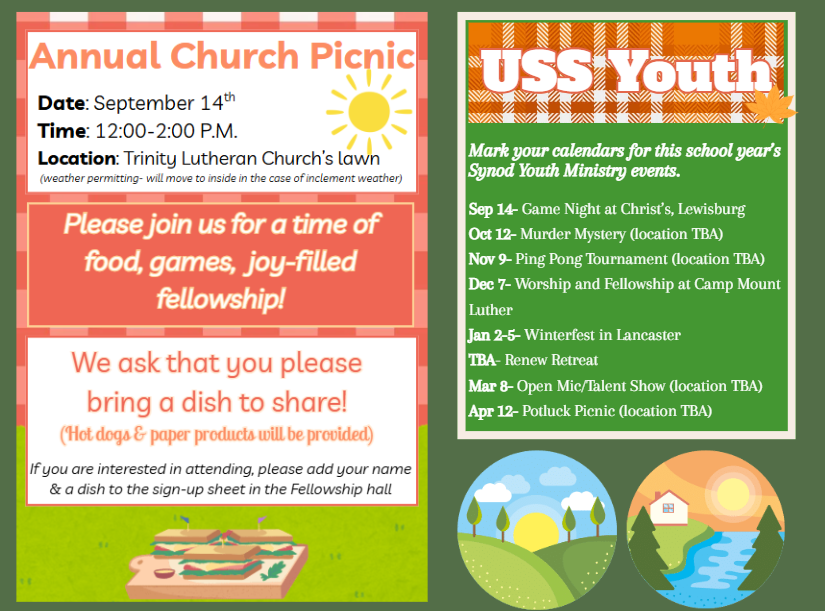 Annual Church Picnic
Date: September 14th
Time: 12:00-2:00 P.M.
Location: Trinity Lutheran Church's lawn
(weather permitting- will move to inside in the case of inclement weather)
Please join us for a time of
food, games, joy-filled
fellowship!
We ask that you please
bring a dish to share!
(Hot dogs & paper products will be provided)
If you are interested in attending, please add your name
& a dish to the sign-up sheet in the Fellowship hall
USS Youth
Mark your calendars for this school year's
Synod Youth Ministry events.
Sep 14- Game Night at Christ's, Lewisburg
Oct 12- Murder Mystery (location TBA)
Nov 9- Ping Pong Tournament (location TBA)
Dec 7- Worship and Fellowship at Camp Mount
Luther
Jan 2-5- Winterfest in Lancaster
TBA- Renew Retreat
Mar 8- Open Mic/Talent Show (location TBA)
Apr 12- Potluck Picnic (location TBA)